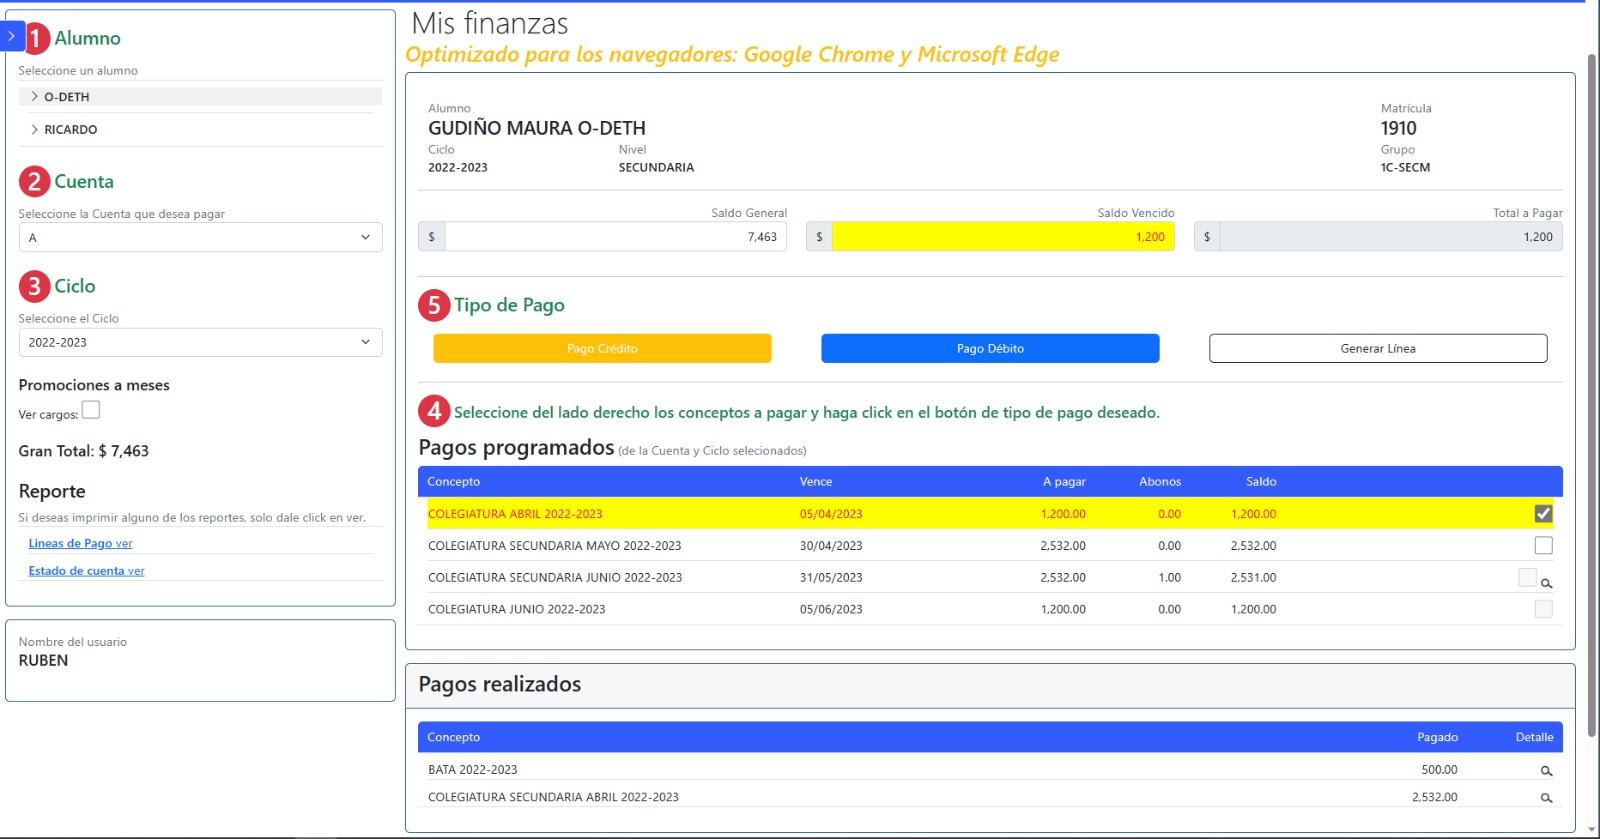 1 Alumno
Seleccione un alumno
O-DETH
RICARDO
2 Cuenta
Seleccione la Cuenta que desea pagar
A
3 Ciclo
Seleccione el Ciclo
2022-2023
Promociones a meses
Ver cargos:
Gran Total: $ 7,463
Reporte
Si deseas imprimir alguno de los reportes, solo dale click en ver.
Lineas de Pago ver
Estado de cuenta ver
Nombre del usuario
RUBEN
Mis finanzas
Optimizado para los navegadores: Google Chrome y Microsoft Edge
Alumno Matrícula
GUDIÑO MAURA O-DETH 1910
Ciclo Nivel Grupo
2022-2023 SECUNDARIA 1C-SECM
Saldo General Saldo Vencido Total a Pagar
$ 7,463 $ 1,200 $ 1,200
5 Tipo de Pago
Pago Crédito Pago Débito Generar Línea
4 Seleccione del lado derecho los conceptos a pagar y haga click en el botón de tipo de pago deseado.
Pagos programados (de la Cuenta y Ciclo selecionados)
Concepto Vence A pagar Abonos Saldo
COLEGIATURA ABRIL 2022-2023 05/04/2023 1,200.00 0.00 1,200.00
COLEGIATURA SECUNDARIA MAYO 2022-2023 30/04/2023 2,532.00 0.00 2,532.00
COLEGIATURA SECUNDARIA JUNIO 2022-2023 31/05/2023 2,532.00 1.00 2,531.00
COLEGIATURA JUNIO 2022-2023 05/06/2023 1,200.00 0.00 1,200.00
Pagos realizados
Concepto Pagado Detalle
BATA 2022-2023 500.00
COLEGIATURA SECUNDARIA ABRIL 2022-2023 2,532.00